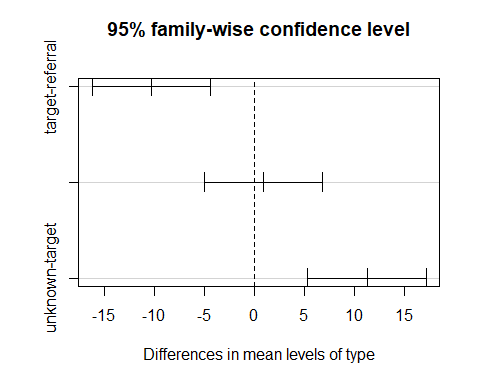 95% family-wise confidence level
target-referral
unknown-target
-15 -10 -5 0 5 10 15
Differences in mean levels of type